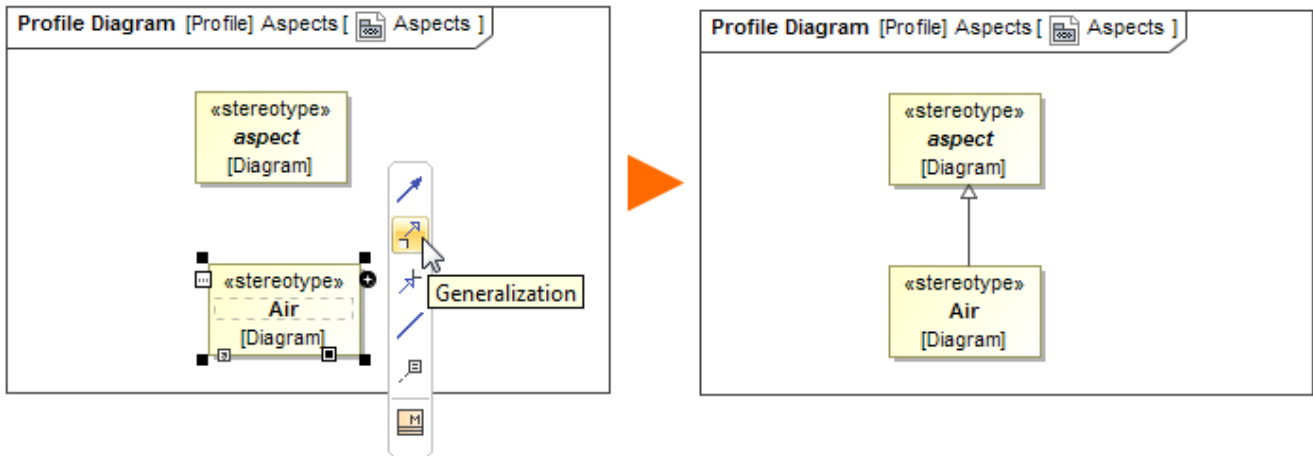 Profile Diagram [Profile] Aspects [ Aspects ]
«stereotype»
aspect
[Diagram]
«stereotype»
Air
[Diagram]
Generalization
M
Profile Diagram [Profile] Aspects [ Aspects ]
«stereotype»
aspect
[Diagram]
«stereotype»
Air
[Diagram]